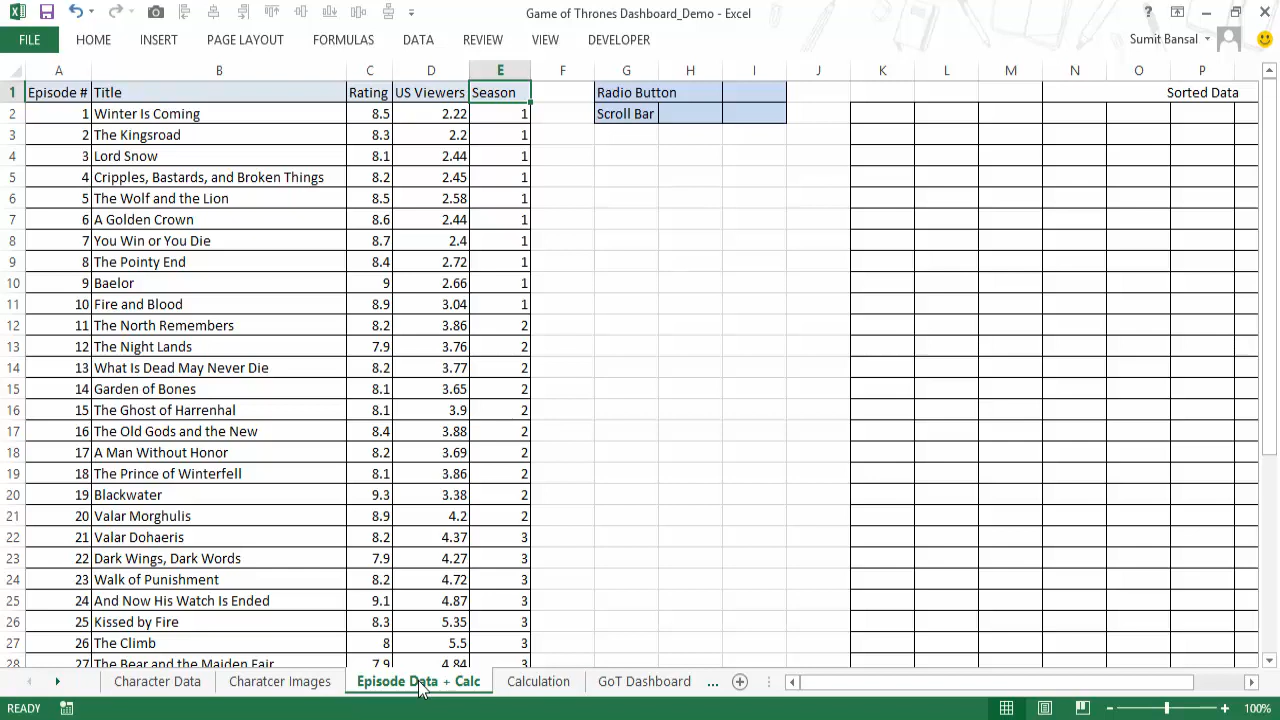 Game of Thrones Dashboard_Demo - Excel
FILE HOME INSERT PAGE LAYOUT FORMULAS DATA REVIEW VIEW DEVELOPER Sumit Bansal
A B C D E F G H I J K L M N O P
1 Episode # Title Rating US Viewers Season Radio Button Sorted Data
2 1 Winter Is Coming 8.5 2.22 1 Scroll Bar
3 2 The Kingsroad 8.3 2.2 1
4 3 Lord Snow 8.1 2.44 1
5 4 Cripples, Bastards, and Broken Things 8.2 2.45 1
6 5 The Wolf and the Lion 8.5 2.58 1
7 6 A Golden Crown 8.6 2.44 1
8 7 You Win or You Die 8.7 2.4 1
9 8 The Pointy End 8.4 2.72 1
10 9 Baelor 9 2.66 1
11 10 Fire and Blood 8.9 3.04 1
12 11 The North Remembers 8.2 3.86 2
13 12 The Night Lands 7.9 3.76 2
14 13 What Is Dead May Never Die 8.2 3.77 2
15 14 Garden of Bones 8.1 3.65 2
16 15 The Ghost of Harrenhal 8.1 3.9 2
17 16 The Old Gods and the New 8.4 3.88 2
18 17 A Man Without Honor 8.2 3.69 2
19 18 The Prince of Winterfell 8.1 3.86 2
20 19 Blackwater 9.3 3.38 2
21 20 Valar Morghulis 8.9 4.2 2
22 21 Valar Dohaeris 8.2 4.37 3
23 22 Dark Wings, Dark Words 7.9 4.27 3
24 23 Walk of Punishment 8.2 4.72 3
25 24 And Now His Watch Is Ended 9.1 4.87 3
26 25 Kissed by Fire 8.3 5.35 3
27 26 The Climb 8 5.5 3
28 27 The Bear and the Maiden Fair 7.9 4.84 3
Character Data Charatcer Images Episode Data + Calc Calculation GoT Dashboard ...
READY 100%